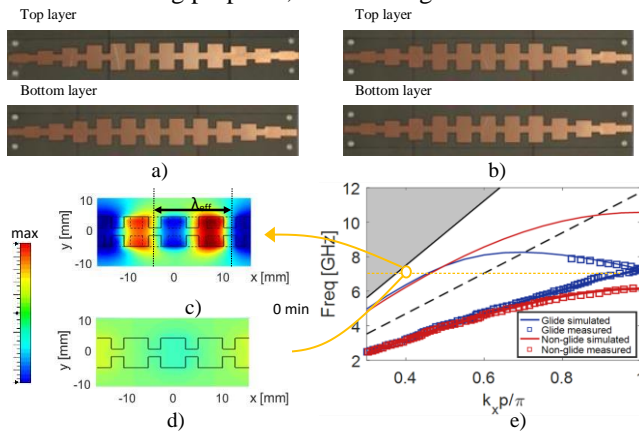 Top layer
Top layer
Bottom layer
Bottom layer
a)
b)
max
10
0
-10
y [mm]
λeff
-10
0
10
x [mm]
c)
0 min
10
0
-10
y [mm]
-10
0
10
x [mm]
d)
12
10
8
6
4
2
Freq [GHz]
Glide simulated
Glide measured
Non-glide simulated
Non-glide measured
0.4
0.6
0.8
1
kxp/π
e)